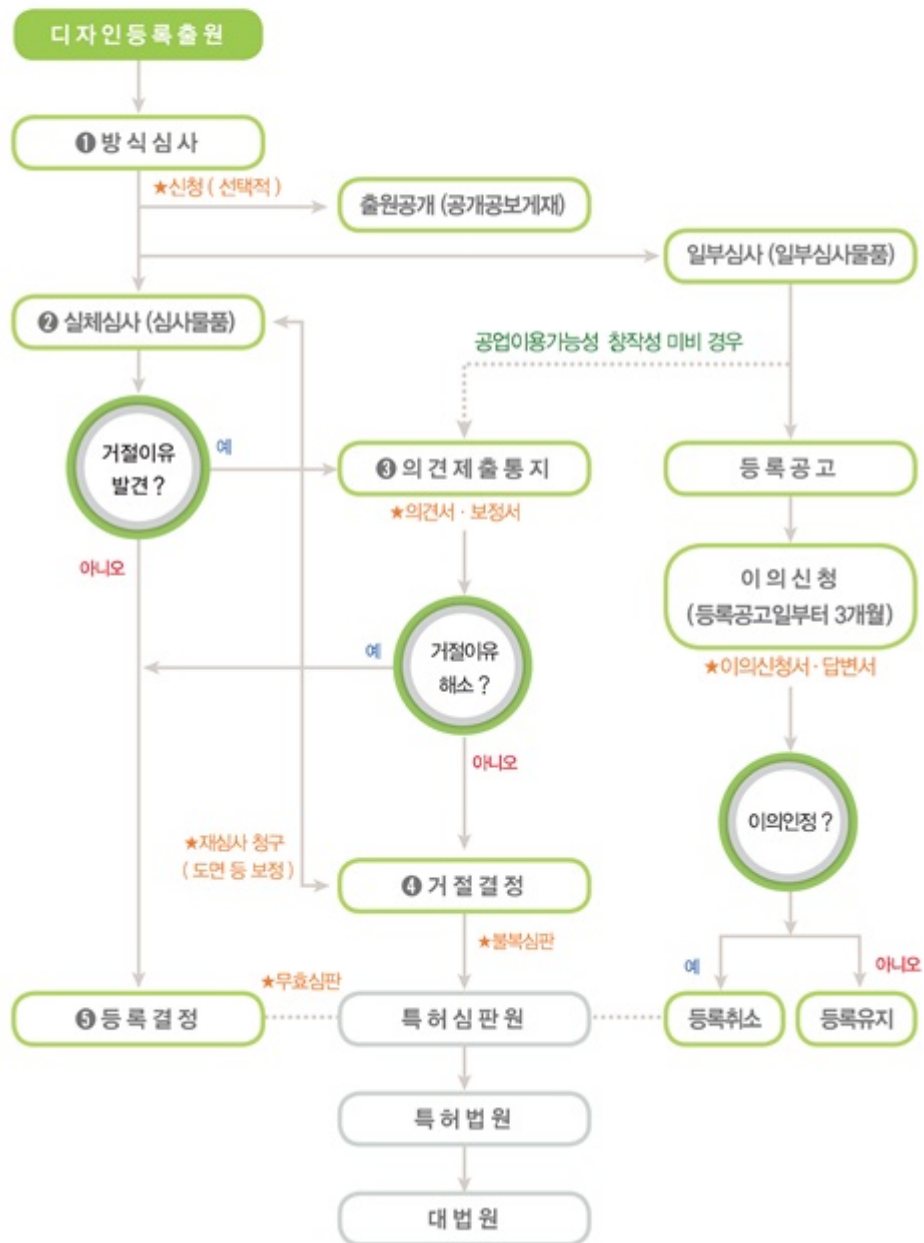 디자인등록출원
❶ 방식심사
★신청 ( 선택적 )
출원공개 (공개공보게재)
일부심사 (일부심사물품)
❷ 실체심사 (심사물품)
공업이용가능성 창작성 미비 경우
거절이유
발견 ?
예
❸ 의견제출통지
등록공고
★의견서 · 보정서
아니오
이의신청
(등록공고일부터 3개월)
예
거절이유
해소 ?
★이의신청서 · 답변서
아니오
이의인정 ?
★재심사 청구
( 도면 등 보정 )
❹ 거절결정
★불복심판
예
아니오
★무효심판
❺ 등록결정
특허심판원
등록취소
등록유지
특허법원
대법원